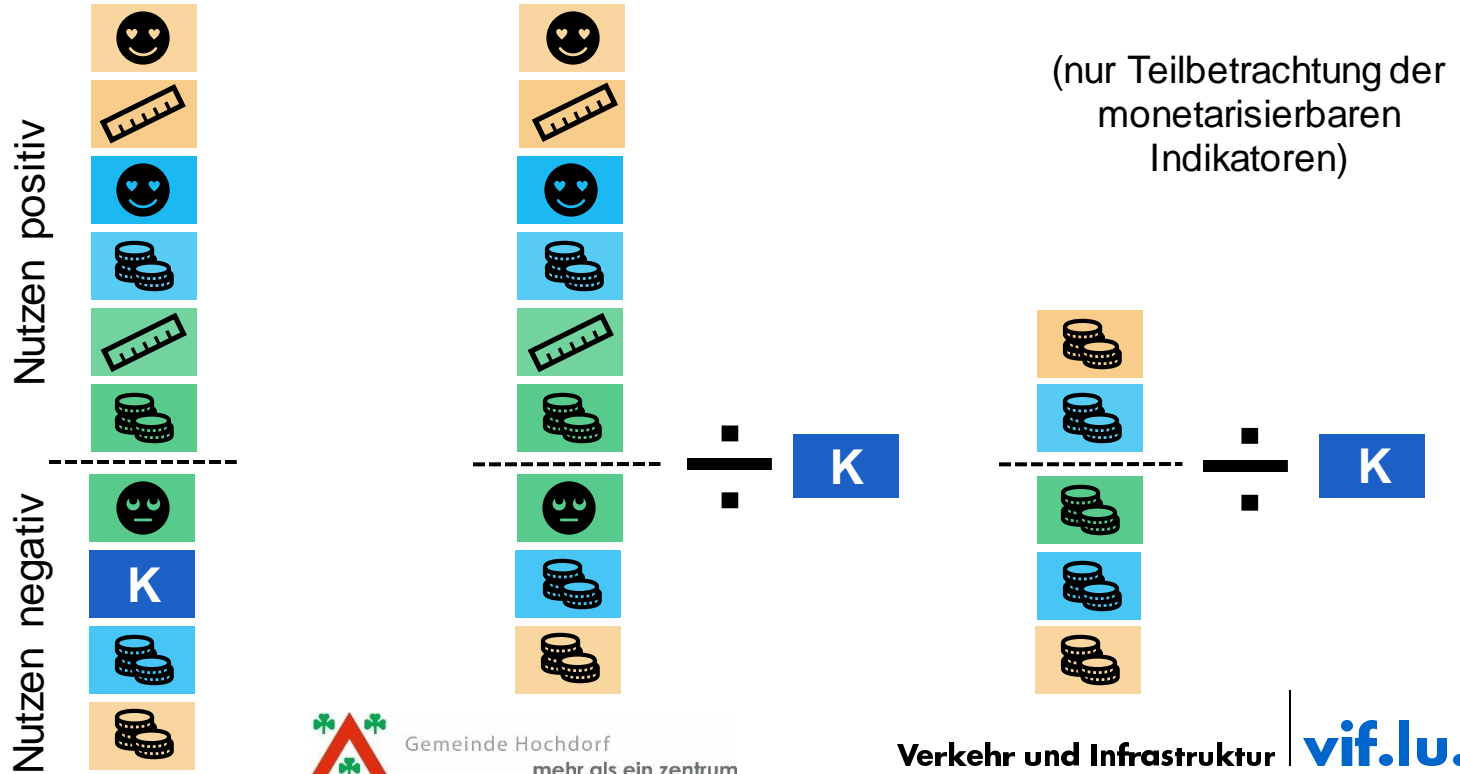 (nur Teilbetrachtung der
monetarisierbaren
Indikatoren)
Nutzen positiv
Nutzen negativ
K
K
K
Gemeinde Hochdorf
mehr als ein zentrum
Verkehr und Infrastruktur
vif.lu.